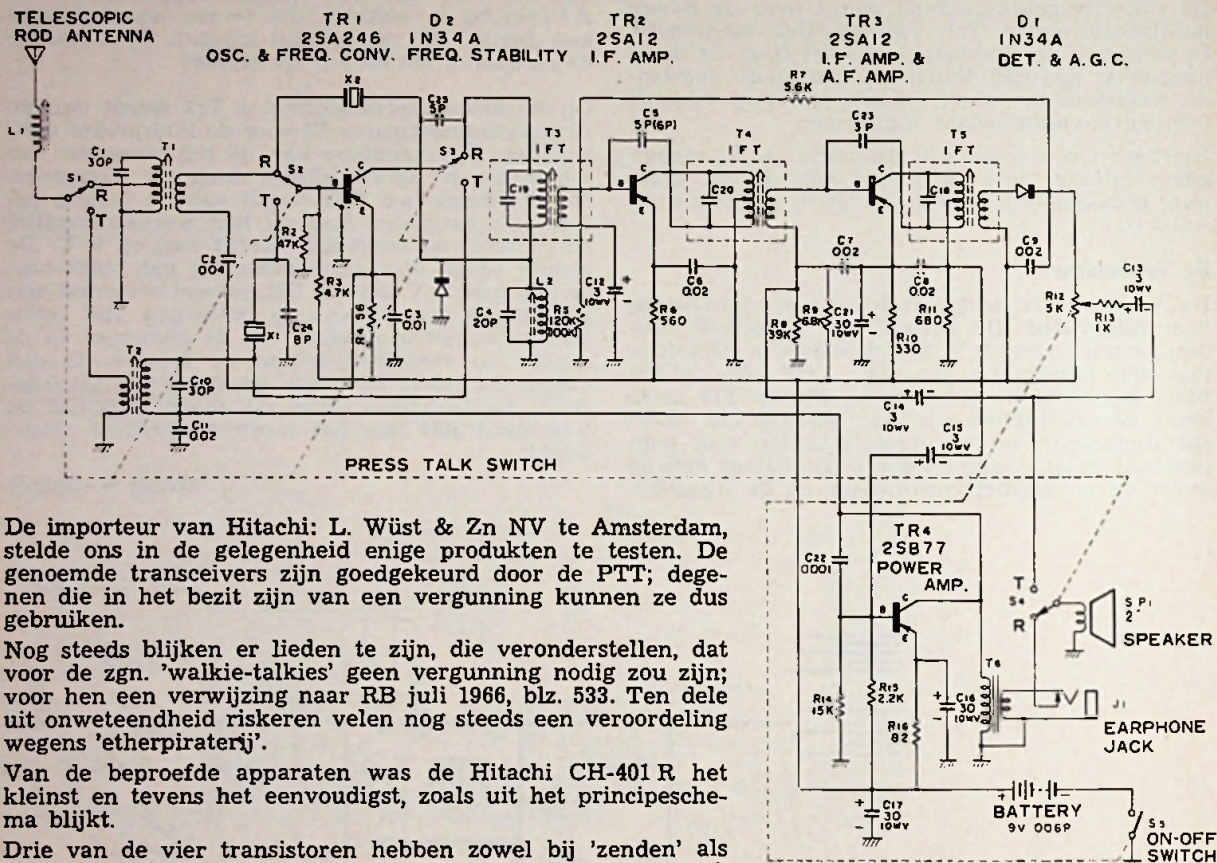 TELESCOPIC
ROD ANTENNA
TR1
2SA246
OSC. & FREQ. CONV.
D2
1N34A
FREQ. STABILITY
TR2
2SA12
I.F. AMP.
TR3
2SA12
I.F. AMP. &
A.F. AMP.
D1
1N34A
DET. & A.G.C.
L1
C1
30P
T1
S1
R
T
S2
R
T
X2
C25
5P
S3
R
T
R2
47K
B
C
E
C2
004
R3
4.7K
R4
56
C3
0.01
X1
C24
8P
T2
C10
30P
C11
0.02
T3
IFT
C19
C4
20P
L2
R5
120K
C12
3
10WV
C5
5P(6P)
B
C
E
R6
560
C6
0.02
T4
IFT
C20
R7
5.6K
R8
39K
C7
002
R9
6.8K
C21
30
10WV
C23
3P
B
C
E
R10
330
C8
0.02
R11
680
T5
IFT
C18
C9
002
R12
5K
R13
1K
C13
3
10WV
C14
3
10WV
C15
3
10WV
PRESS TALK SWITCH
C22
0001
TR4
2SB77
POWER
AMP.
B
C
E
R14
15K
R15
2.2K
R16
82
C16
30
10WV
C17
30
10WV
T6
T
S4
R
SP1
2"
SPEAKER
J1
EARPHONE
JACK
BATTERY
9V 006P
S5
ON-OFF
SWITCH
De importeur van Hitachi: L. Wüst & Zn NV te Amsterdam,
stelde ons in de gelegenheid enige produkten te testen. De
genoemde transceivers zijn goedgekeurd door de PTT; dege-
nen die in het bezit zijn van een vergunning kunnen ze dus
gebruiken.
Nog steeds blijken er lieden te zijn, die veronderstellen, dat
voor de zgn. 'walkie-talkies' geen vergunning nodig zou zijn;
voor hen een verwijzing naar RB juli 1966, blz. 533. Ten dele
uit onweteendheid riskeren velen nog steeds een veroordeling
wegens 'etherpiraterij'.
Van de beproefde apparaten was de Hitachi CH-401 R het
kleinst en tevens het eenvoudigst, zoals uit het principesche-
ma blijkt.
Drie van de vier transistoren hebben zowel bij 'zenden' als